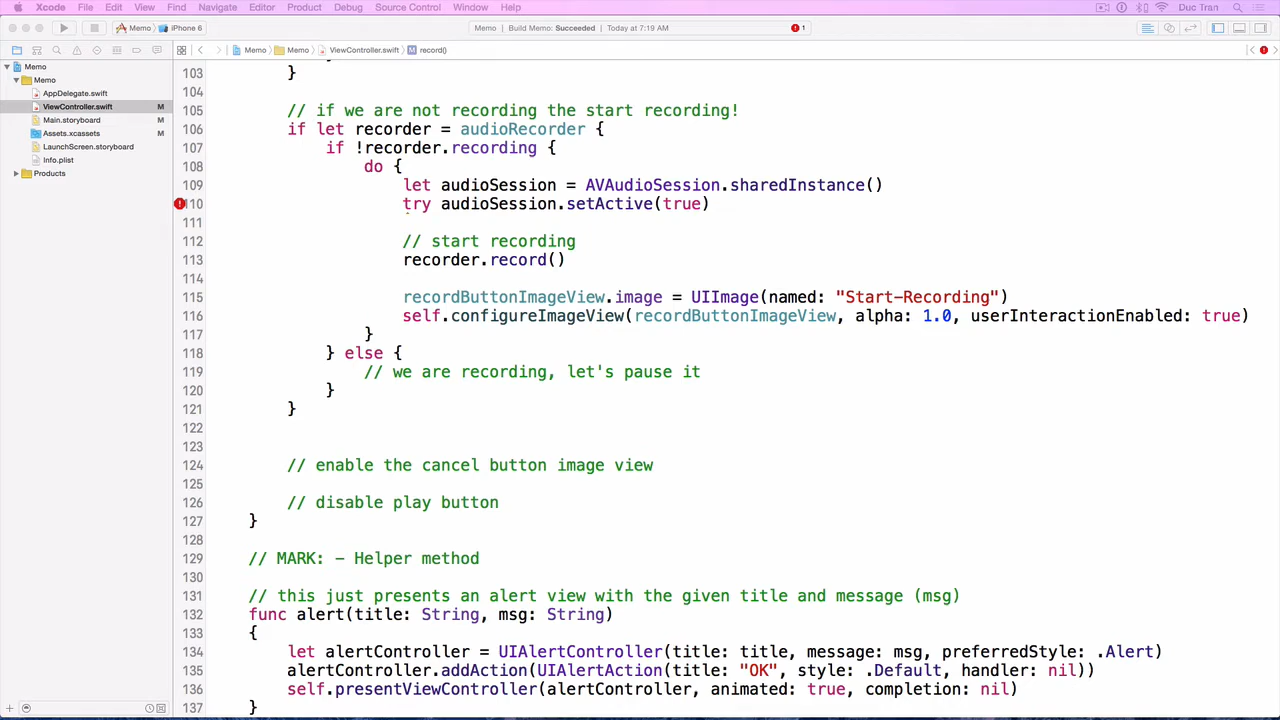 Xcode File Edit View Find Navigate Editor Product Debug Source Control Window Help Duc Tran
Memo iPhone 6 Memo Build Memo: Succeeded Today at 7:19 AM 1
Memo Memo ViewController.swift M record()
Memo
Memo
AppDelegate.swift
ViewController.swift M
Main.storyboard M
Assets.xcassets M
LaunchScreen.storyboard
Info.plist
Products
103 }
104
105 // if we are not recording the start recording!
106 if let recorder = audioRecorder {
107 if !recorder.recording {
108 do {
109 let audioSession = AVAudioSession.sharedInstance()
110 try audioSession.setActive(true)
111
112 // start recording
113 recorder.record()
114
115 recordButtonImageView.image = UIImage(named: "Start-Recording")
116 self.configureImageView(recordButtonImageView, alpha: 1.0, userInteractionEnabled: true)
117 }
118 } else {
119 // we are recording, let's pause it
120 }
121 }
122
123
124 // enable the cancel button image view
125
126 // disable play button
127 }
128
129 // MARK: - Helper method
130
131 // this just presents an alert view with the given title and message (msg)
132 func alert(title: String, msg: String)
133 {
134 let alertController = UIAlertController(title: title, message: msg, preferredStyle: .Alert)
135 alertController.addAction(UIAlertAction(title: "OK", style: .Default, handler: nil))
136 self.presentViewController(alertController, animated: true, completion: nil)
137 }